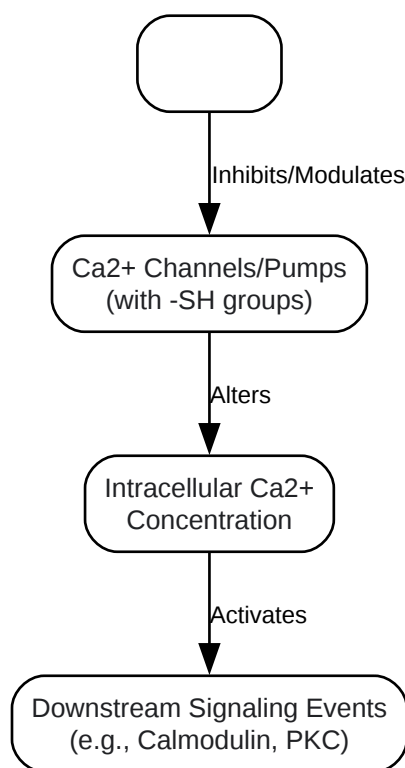 Inhibits/Modulates
Ca2+ Channels/Pumps
(with -SH groups)
Alters
Intracellular Ca2+
Concentration
Activates
Downstream Signaling Events
(e.g., Calmodulin, PKC)